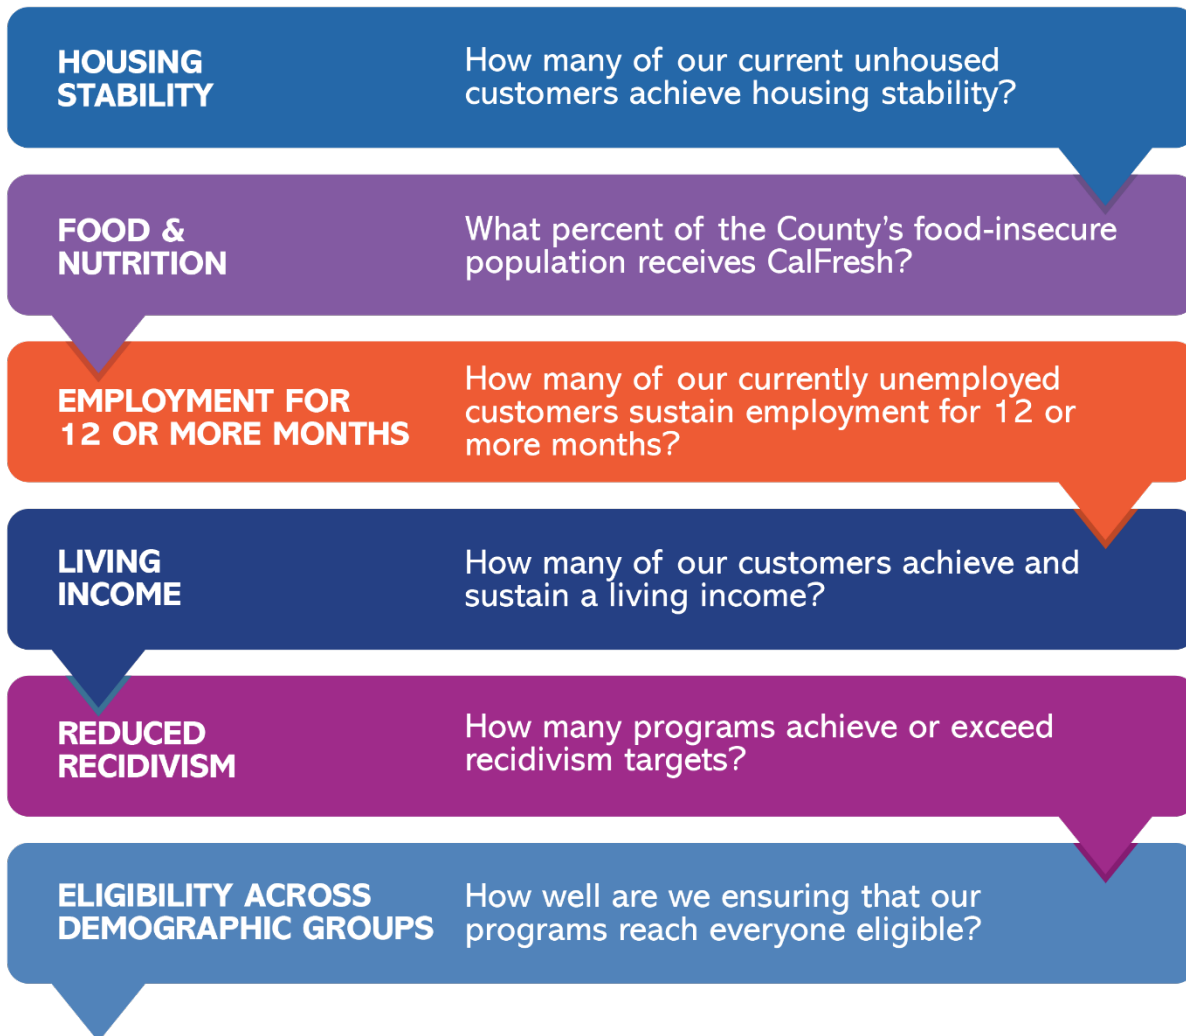 HOUSING
STABILITY
How many of our current unhoused
customers achieve housing stability?
FOOD &
NUTRITION
What percent of the County’s food-insecure
population receives CalFresh?
EMPLOYMENT FOR
12 OR MORE MONTHS
How many of our currently unemployed
customers sustain employment for 12 or
more months?
LIVING
INCOME
How many of our customers achieve and
sustain a living income?
REDUCED
RECIDIVISM
How many programs achieve or exceed
recidivism targets?
ELIGIBILITY ACROSS
DEMOGRAPHIC GROUPS
How well are we ensuring that our
programs reach everyone eligible?